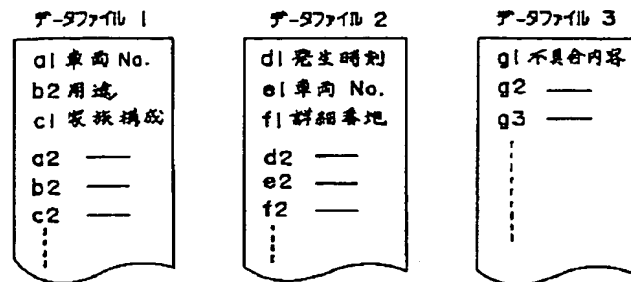 データファイル 1
a1 車両 No.
b2 用途
c1 家族構成
a2
b2
c2
データファイル 2
d1 発生時刻
e1 車両 No.
f1 詳細番地
d2
e2
f2
データファイル 3
g1 不具合内容
g2
g3